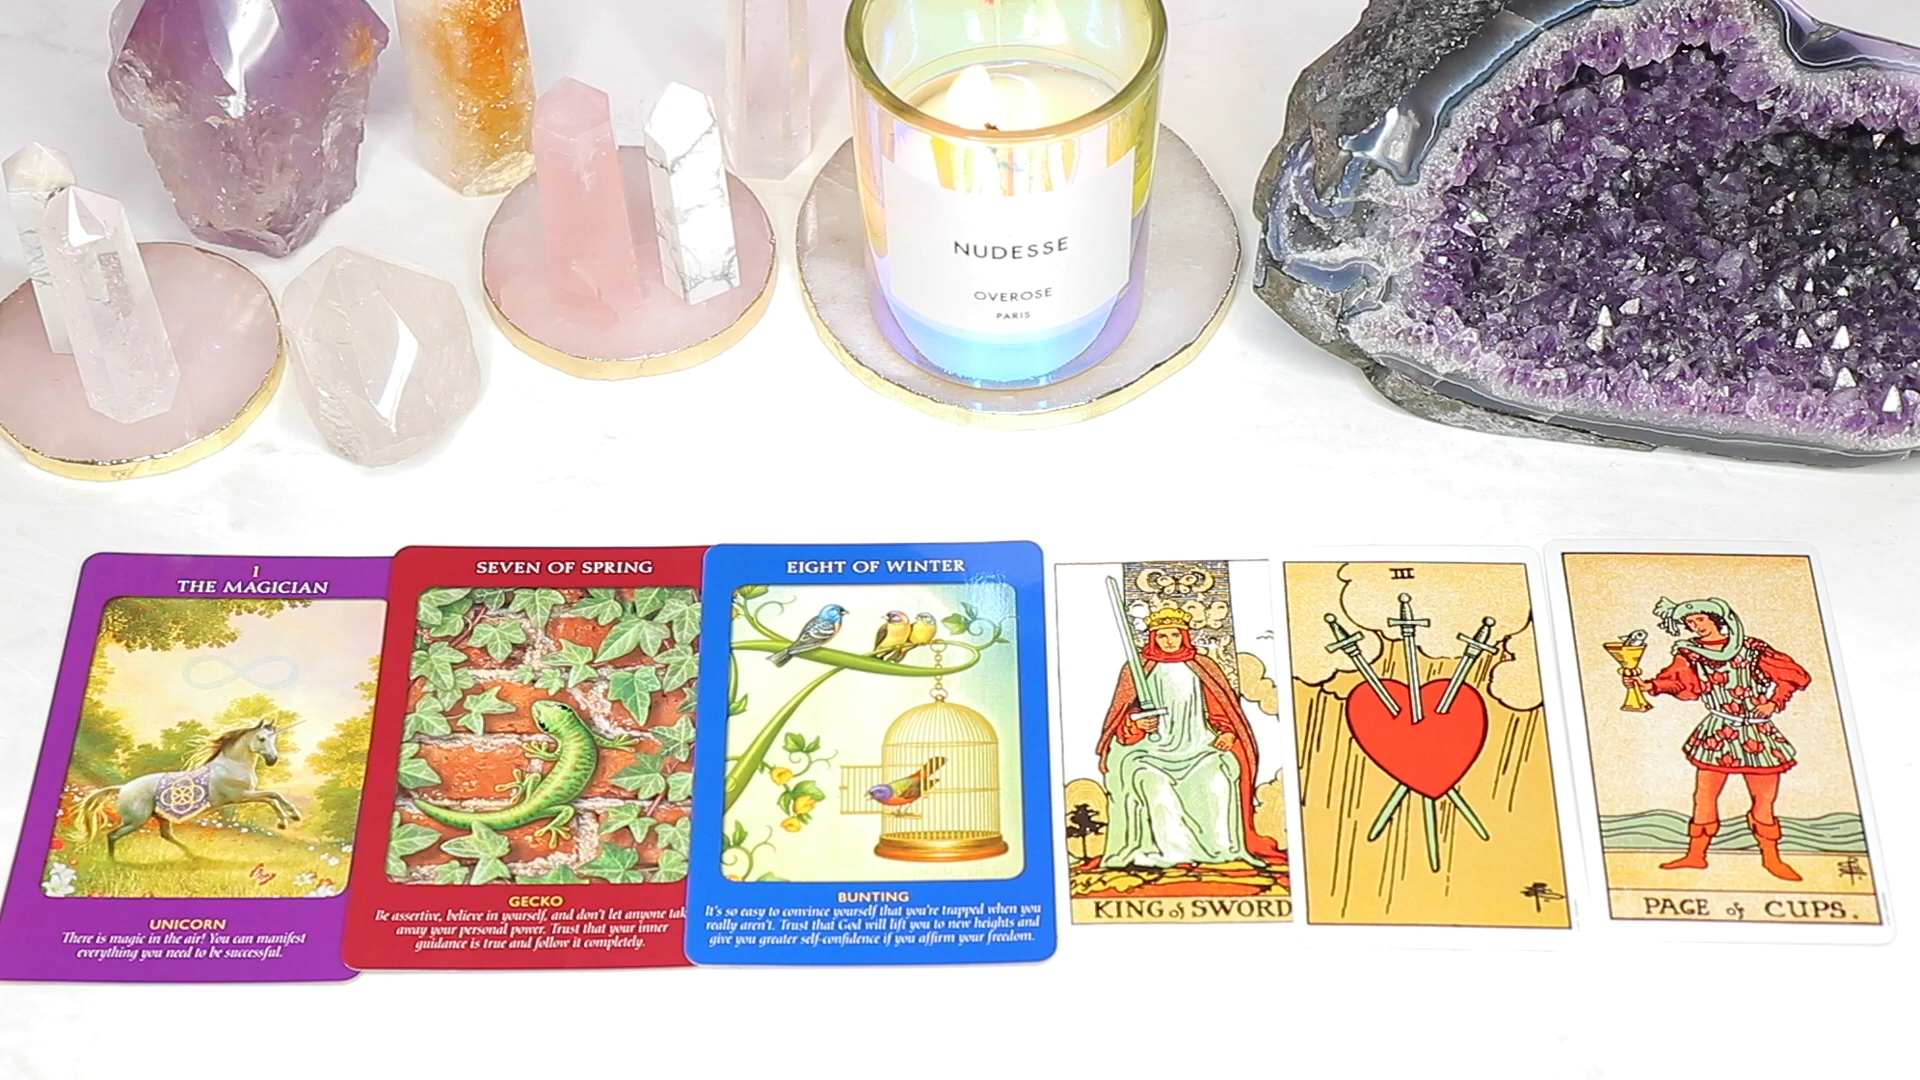 NUDESSE
OVEROSE
PARIS
I
THE MAGICIAN
UNICORN
There is magic in the air! You can manifest
everything you need to be successful.
SEVEN OF SPRING
GECKO
Be assertive, believe in yourself, and don't let anyone tak
away your personal power. Trust that your inner
guidance is true and follow it completely.
EIGHT OF WINTER
BUNTING
It's so easy to convince yourself that you're trapped when you
really aren't. Trust that God will lift you to new heights and
give you greater self-confidence if you affirm your freedom.
KING of SWORD
III
PAGE of CUPS.